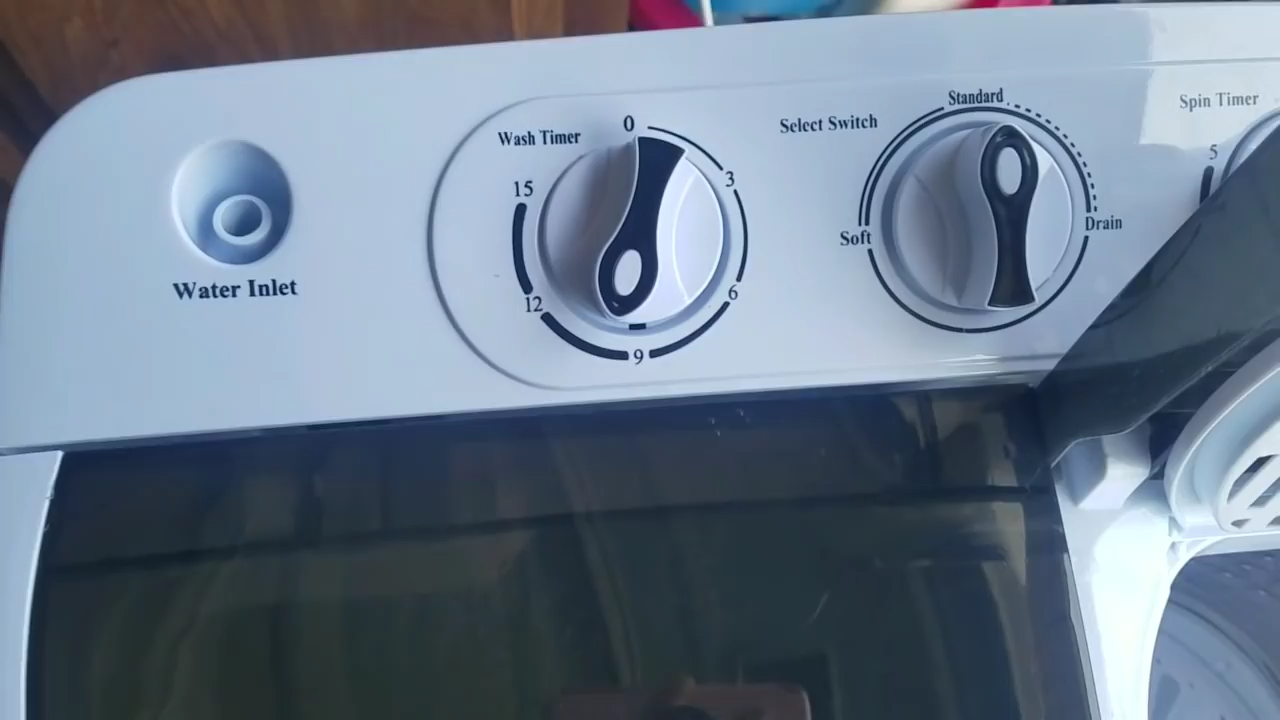 Water Inlet
Wash Timer
0
3
6
9
12
15
Select Switch
Standard
Soft
Drain
Spin Timer
5